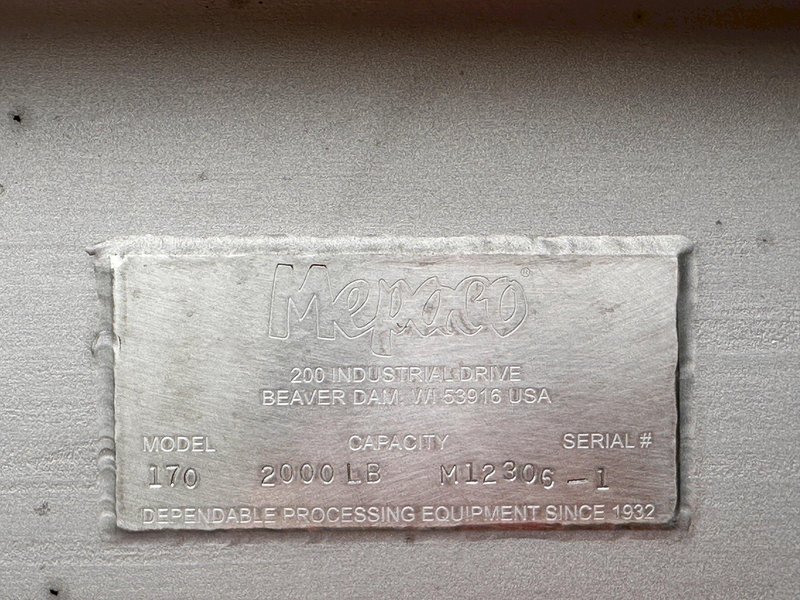 Mepaco®
200 INDUSTRIAL DRIVE
BEAVER DAM, WI 53916 USA
MODEL CAPACITY SERIAL #
170 2000 LB M12306-1
DEPENDABLE PROCESSING EQUIPMENT SINCE 1932